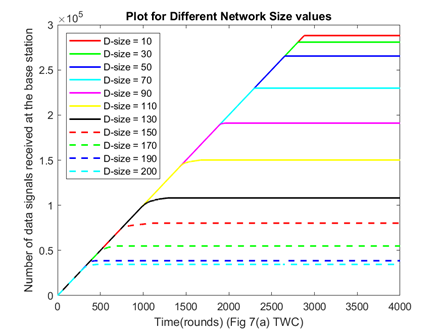 Plot for Different Network Size values
×10⁵
3
2.5
2
1.5
1
0.5
0
Number of data signals received at the base station
D-size = 10
D-size = 30
D-size = 50
D-size = 70
D-size = 90
D-size = 110
D-size = 130
D-size = 150
D-size = 170
D-size = 190
D-size = 200
0 500 1000 1500 2000 2500 3000 3500 4000
Time(rounds) (Fig 7(a) TWC)